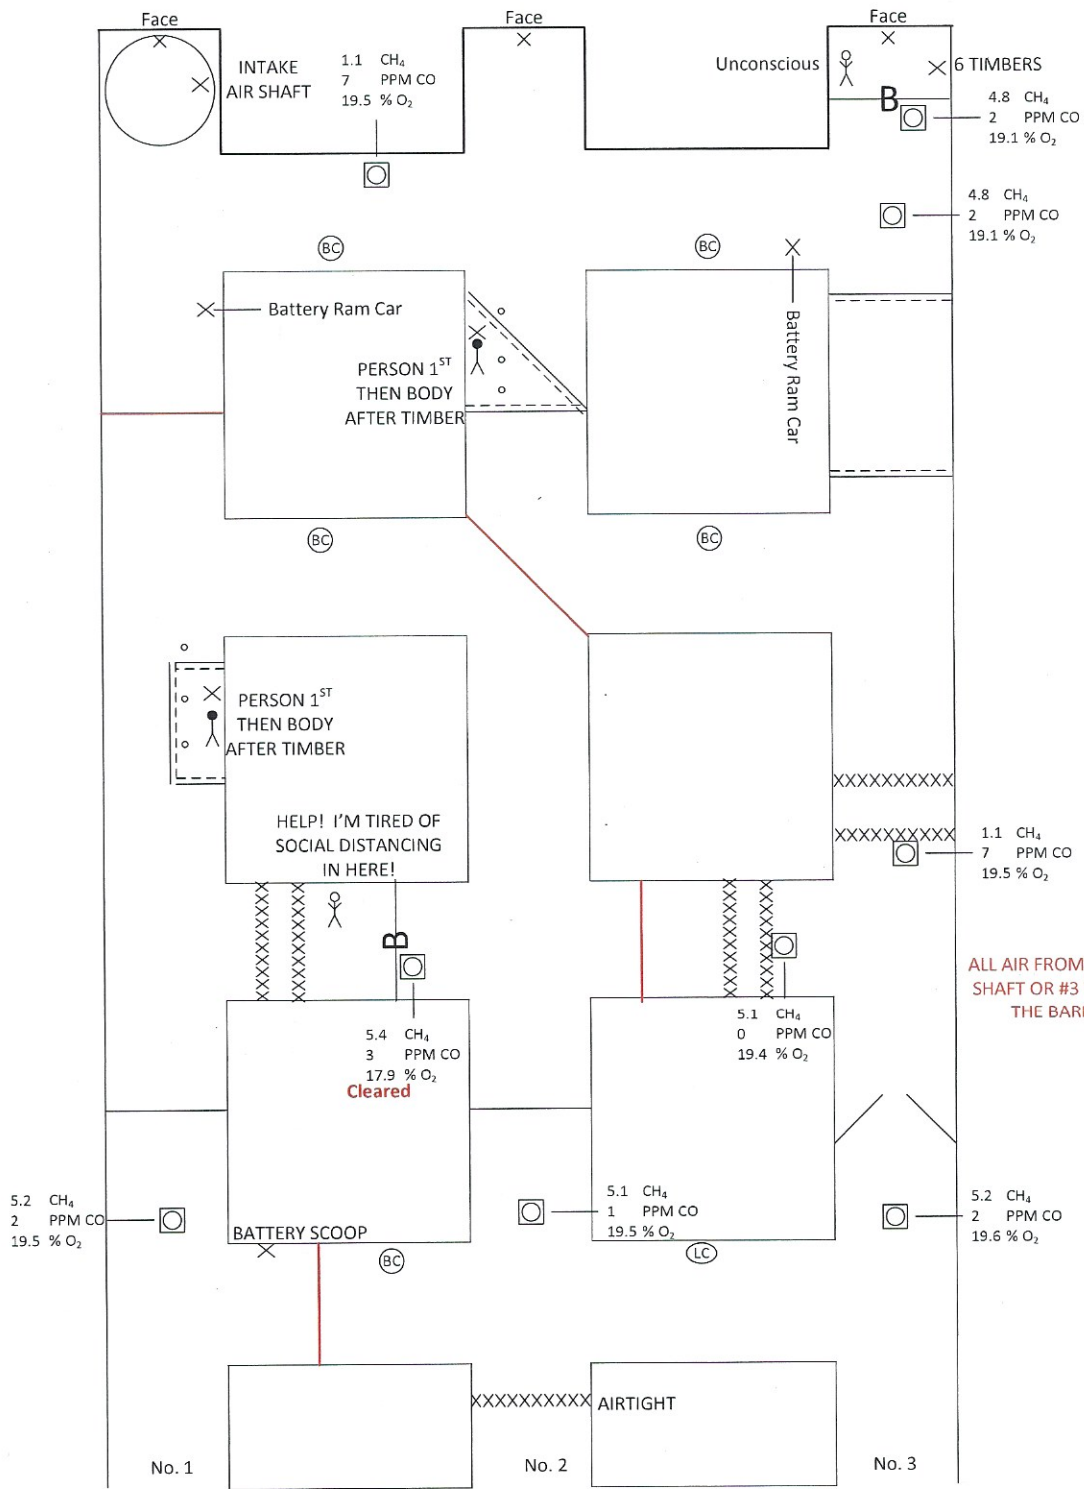 Face
Face
Face
INTAKE
AIR SHAFT
1.1 CH₄
7 PPM CO
19.5 % O₂
Unconscious
6 TIMBERS
B
4.8 CH₄
2 PPM CO
19.1 % O₂
4.8 CH₄
2 PPM CO
19.1 % O₂
BC
BC
Battery Ram Car
Battery Ram Car
PERSON 1ST
THEN BODY
AFTER TIMBER
BC
BC
PERSON 1ST
THEN BODY
AFTER TIMBER
HELP! I'M TIRED OF
SOCIAL DISTANCING
IN HERE!
XXXXXXXXXX
XXXXXXXXXX
1.1 CH₄
7 PPM CO
19.5 % O₂
B
5.4 CH₄
3 PPM CO
17.9 % O₂
Cleared
5.1 CH₄
0 PPM CO
19.4 % O₂
ALL AIR FROM
SHAFT OR #3
THE BAR
5.2 CH₄
2 PPM CO
19.5 % O₂
5.1 CH₄
1 PPM CO
19.5 % O₂
5.2 CH₄
2 PPM CO
19.6 % O₂
BATTERY SCOOP
BC
LC
XXXXXXXXXX AIRTIGHT
No. 1
No. 2
No. 3